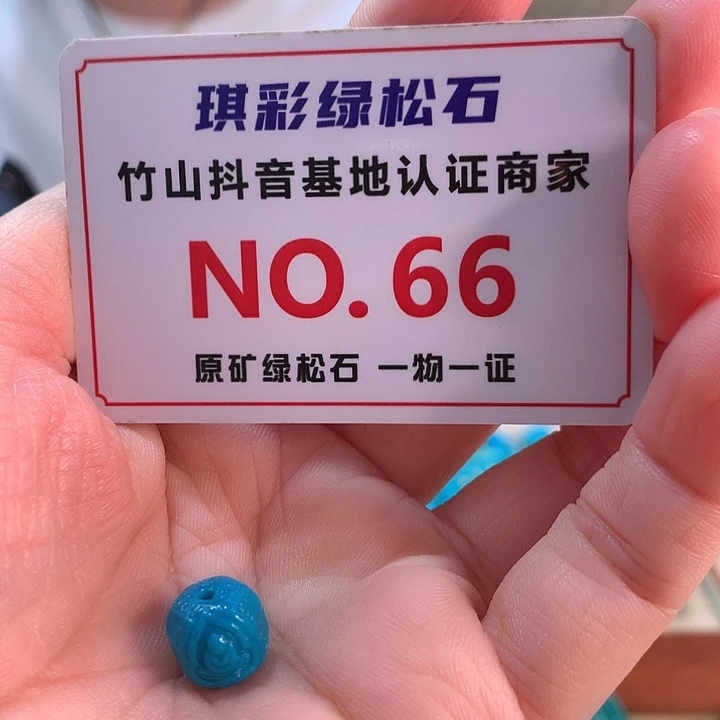 琪彩绿松石
竹山抖音基地认证商家
NO.66
原矿绿松石 一物一证